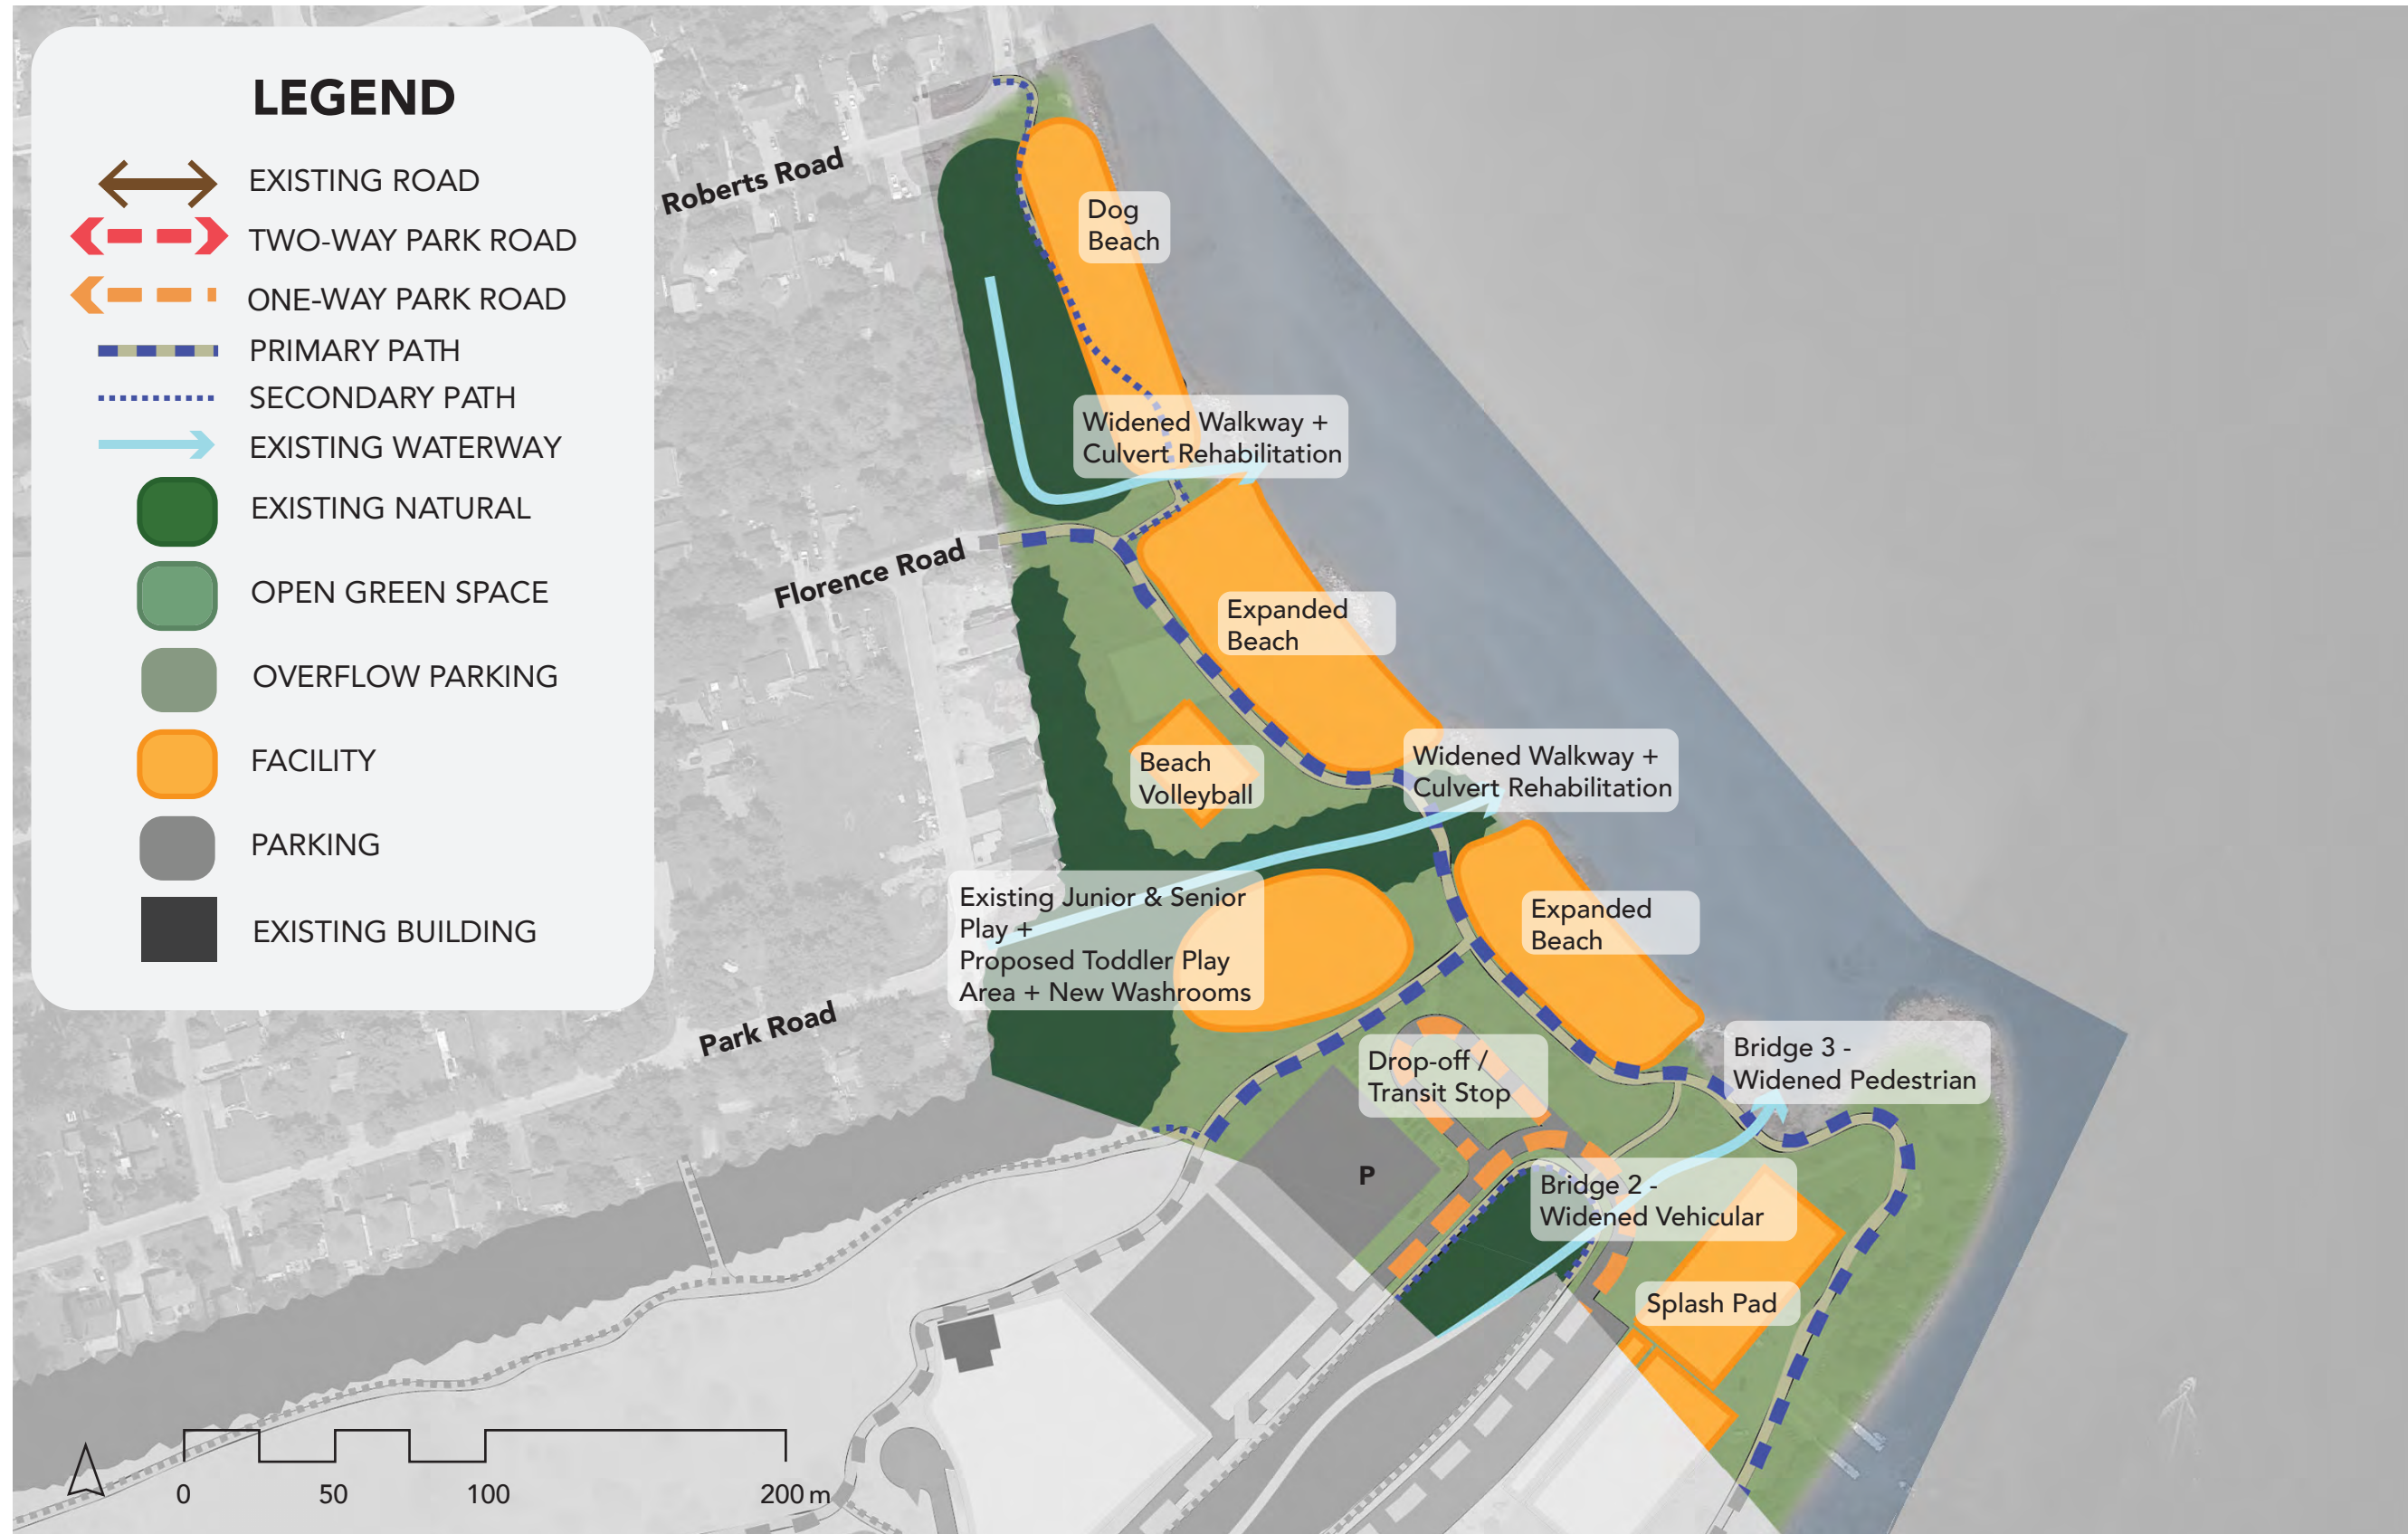 LEGEND
EXISTING ROAD
TWO-WAY PARK ROAD
ONE-WAY PARK ROAD
PRIMARY PATH
SECONDARY PATH
EXISTING WATERWAY
EXISTING NATURAL
OPEN GREEN SPACE
OVERFLOW PARKING
FACILITY
PARKING
EXISTING BUILDING
Roberts Road
Dog
Beach
Widened Walkway +
Culvert Rehabilitation
Florence Road
Expanded
Beach
Beach
Volleyball
Widened Walkway +
Culvert Rehabilitation
Existing Junior & Senior
Play +
Proposed Toddler Play
Area + New Washrooms
Expanded
Beach
Park Road
Drop-off /
Transit Stop
Bridge 3 -
Widened Pedestrian
P
Bridge 2 -
Widened Vehicular
Splash Pad
0 50 100 200 m